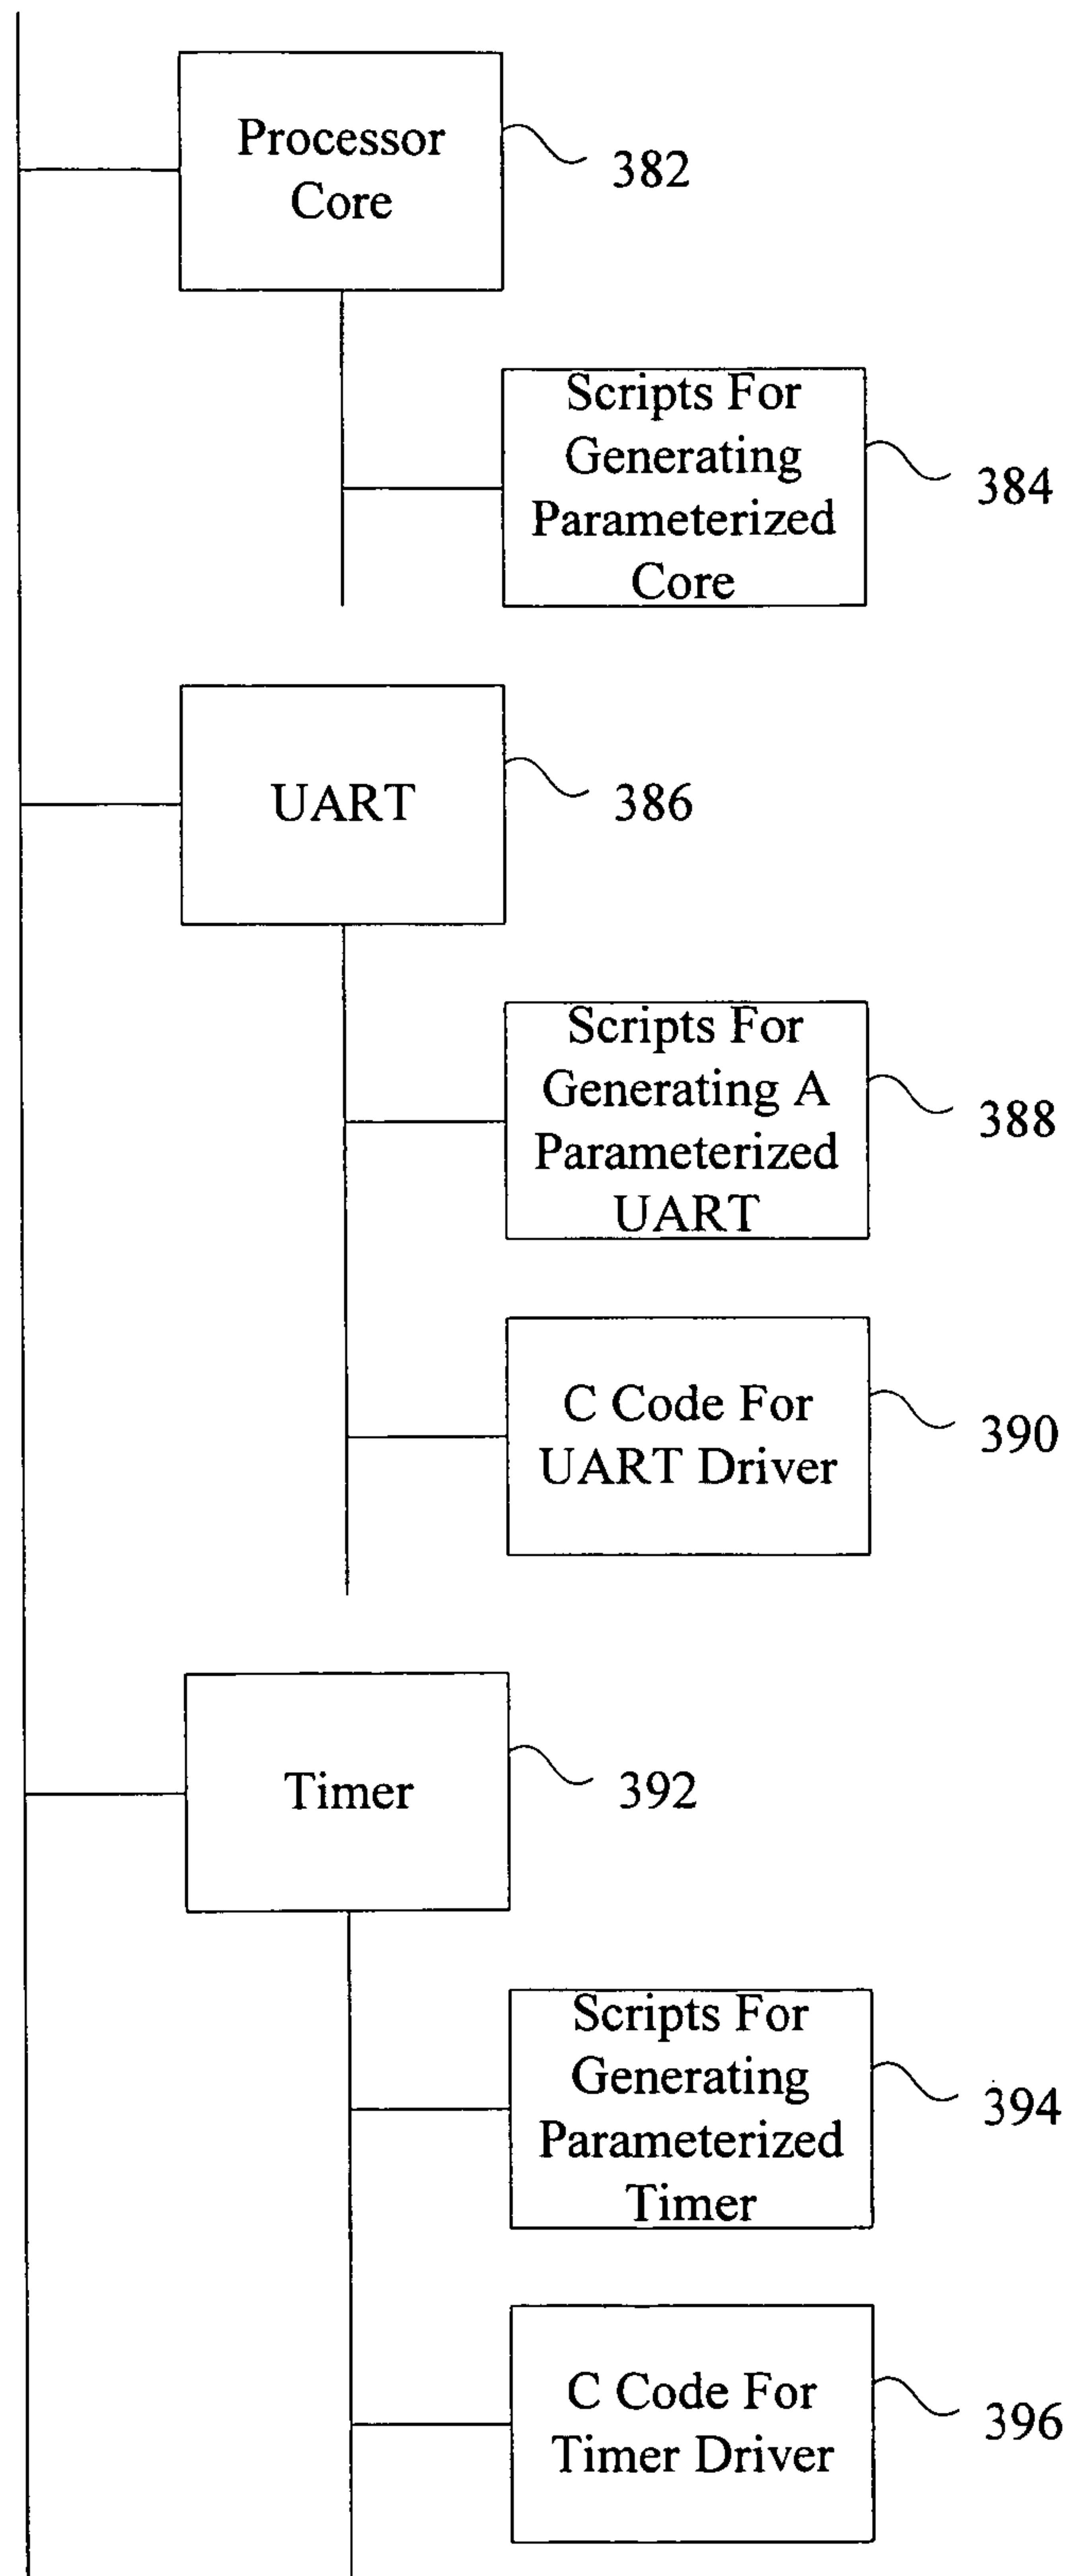 Processor
Core
382
Scripts For
Generating
Parameterized
Core
384
UART
386
Scripts For
Generating A
Parameterized
UART
388
C Code For
UART Driver
390
Timer
392
Scripts For
Generating
Parameterized
Timer
394
C Code For
Timer Driver
396